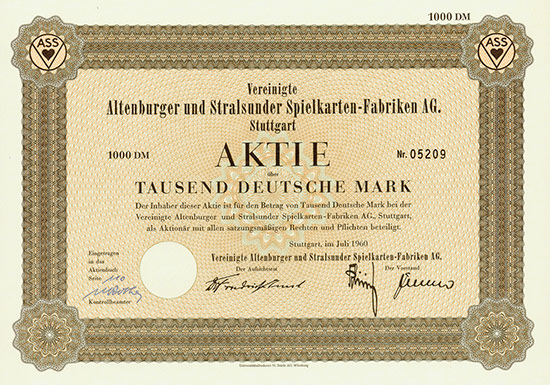 1000 DM
ASS
ASS
Vereinigte
Altenburger und Stralsunder Spielkarten-Fabriken AG.
Stuttgart
1000 DM
AKTIE
Nr. 05209
über
TAUSEND DEUTSCHE MARK
Der Inhaber dieser Aktie ist für den Betrag von Tausend Deutsche Mark bei der
Vereinigte Altenburger und Stralsunder Spielkarten-Fabriken AG., Stuttgart,
als Aktionär mit allen satzungsmäßigen Rechten und Pflichten beteiligt.
Stuttgart, im Juli 1960
Vereinigte Altenburger und Stralsunder Spielkarten-Fabriken AG.
Der Aufsichtsrat
Der Vorstand
Eingetragen
in das
Aktienbuch
Seite 110
Kontrollbeamter